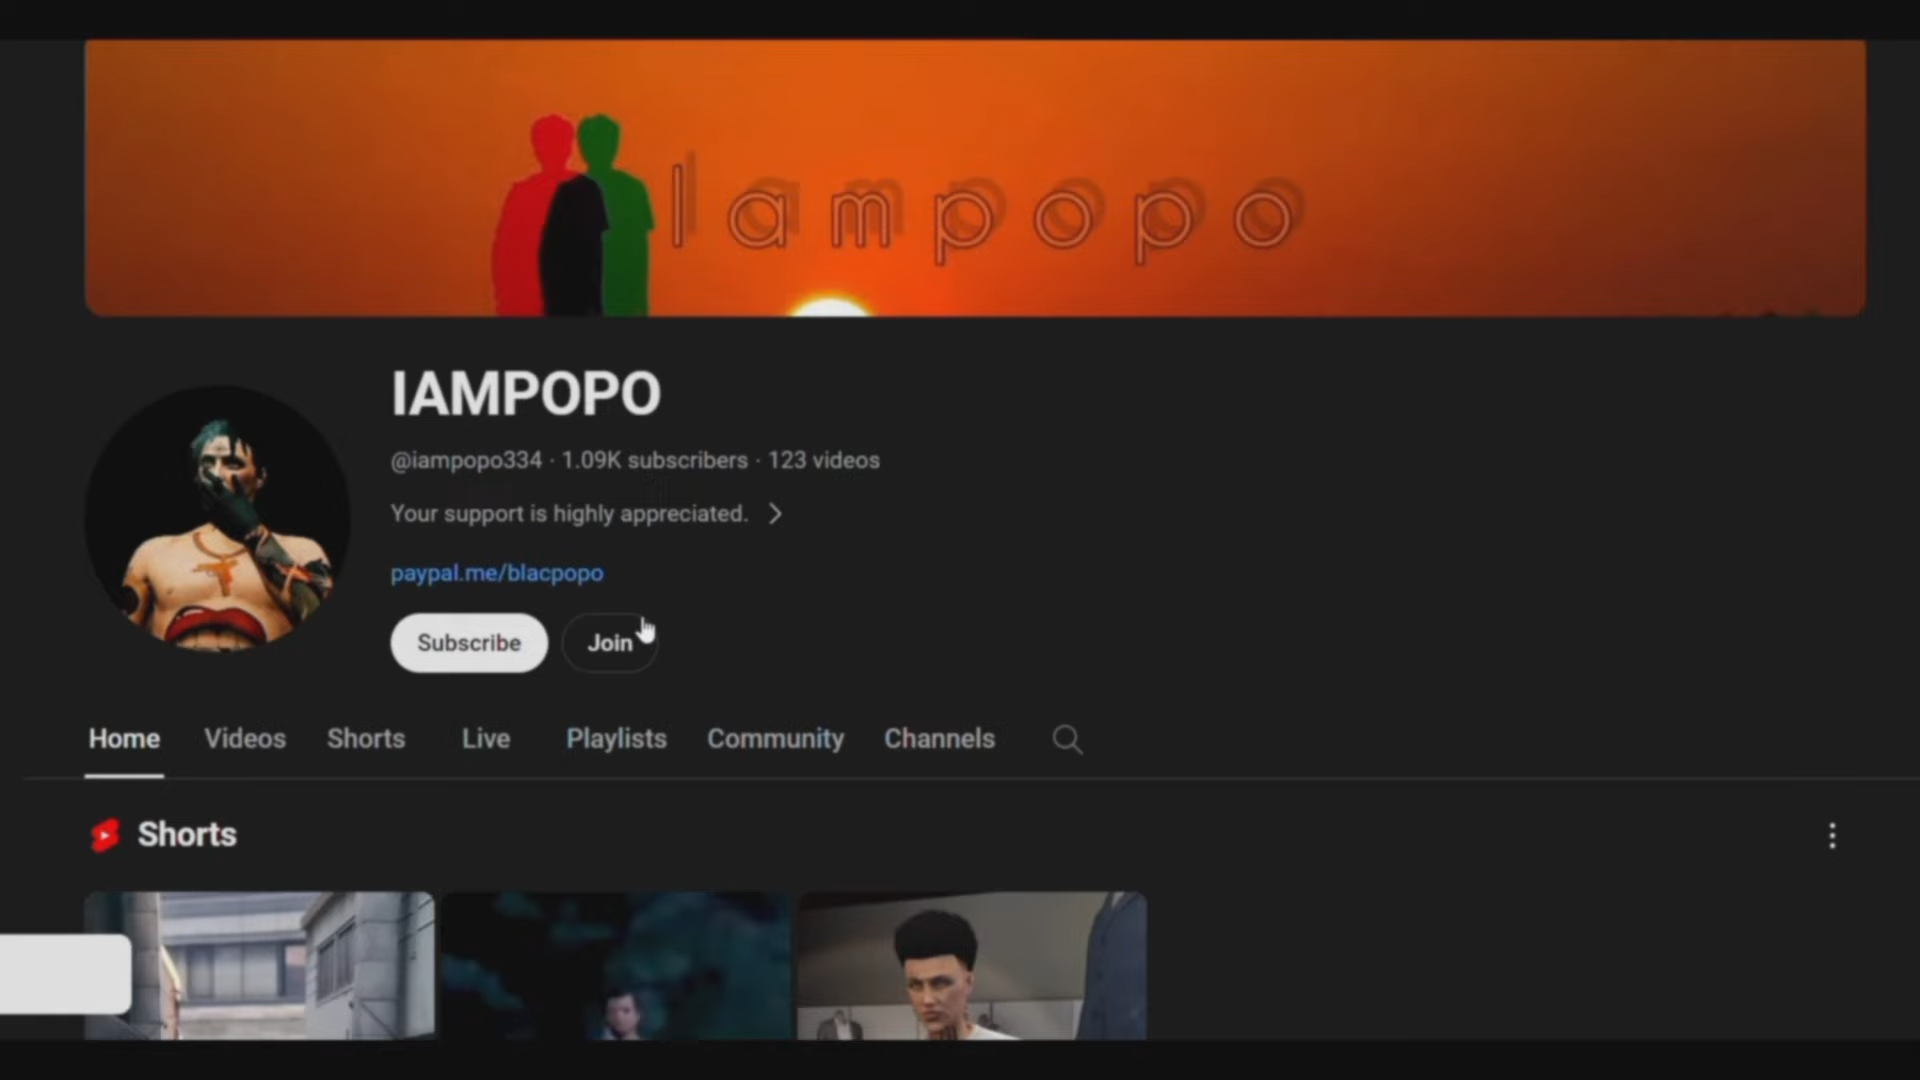 Iampopo
IAMPOPO
@iampopo334 · 1.09K subscribers · 123 videos
Your support is highly appreciated.
paypal.me/blacpopo
Subscribe Join
Home Videos Shorts Live Playlists Community Channels
Shorts